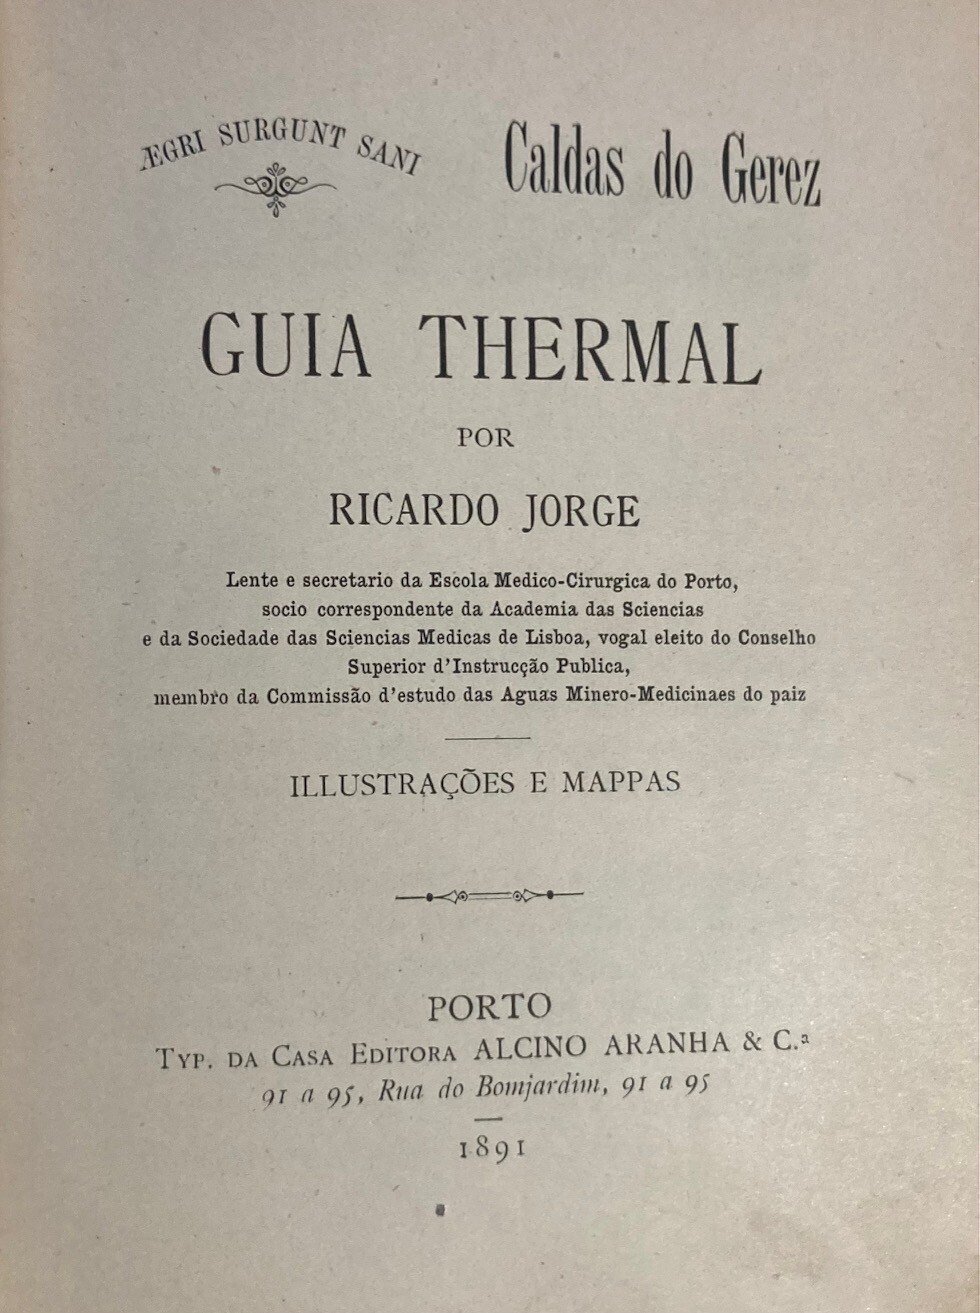 ÆGRI SURGUNT SANI
Caldas do Gerez
GUIA THERMAL
POR
RICARDO JORGE
Lente e secretario da Escola Medico-Cirurgica do Porto,
socio correspondente da Academia das Sciencias
e da Sociedade das Sciencias Medicas de Lisboa, vogal eleito do Conselho
Superior d'Instrucção Publica,
membro da Commissão d'estudo das Aguas Minero-Medicinaes do paiz
ILLUSTRAÇÕES E MAPPAS
PORTO
TYP. DA CASA EDITORA ALCINO ARANHA & C.ª
91 a 95, Rua do Bomjardim, 91 a 95
1891